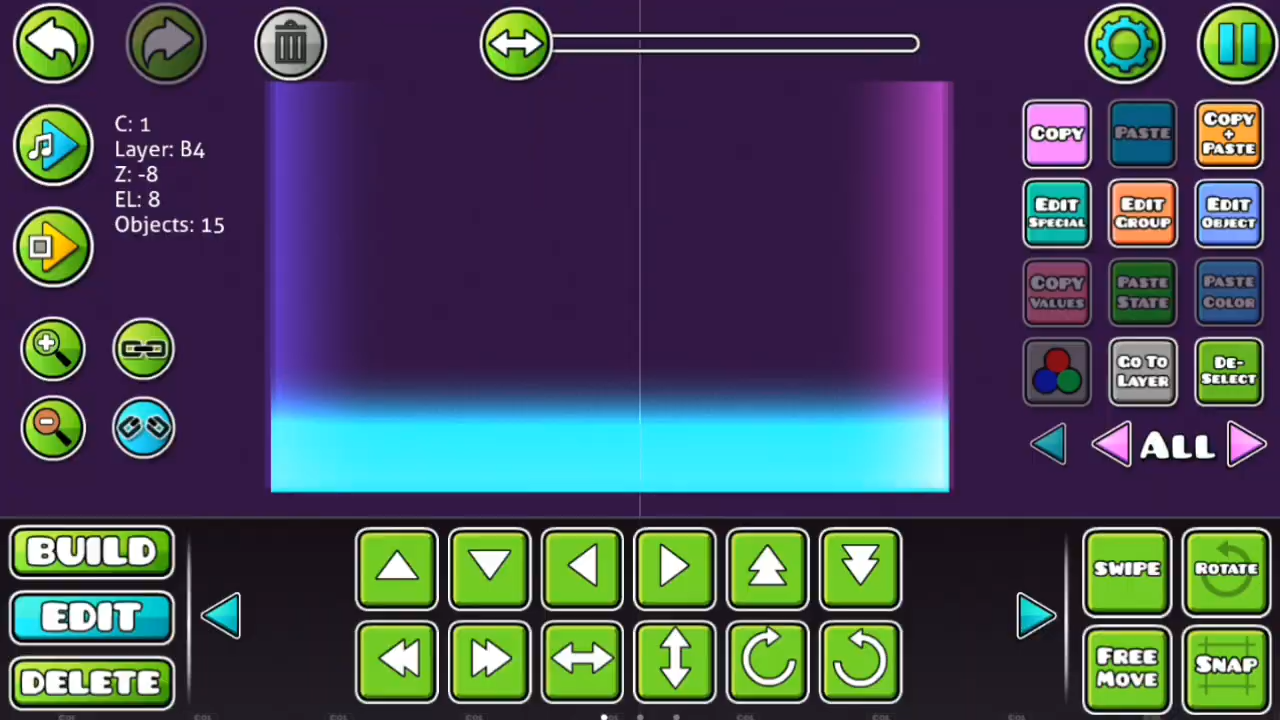 C: 1
Layer: B4
Z: -8
EL: 8
Objects: 15
COPY
PASTE
COPY
+
PASTE
EDIT
SPECIAL
EDIT
GROUP
EDIT
OBJECT
COPY
VALUES
PASTE
STATE
PASTE
COLOR
GO TO
LAYER
DE-
SELECT
ALL
BUILD
EDIT
DELETE
SWIPE
ROTATE
FREE
MOVE
SNAP